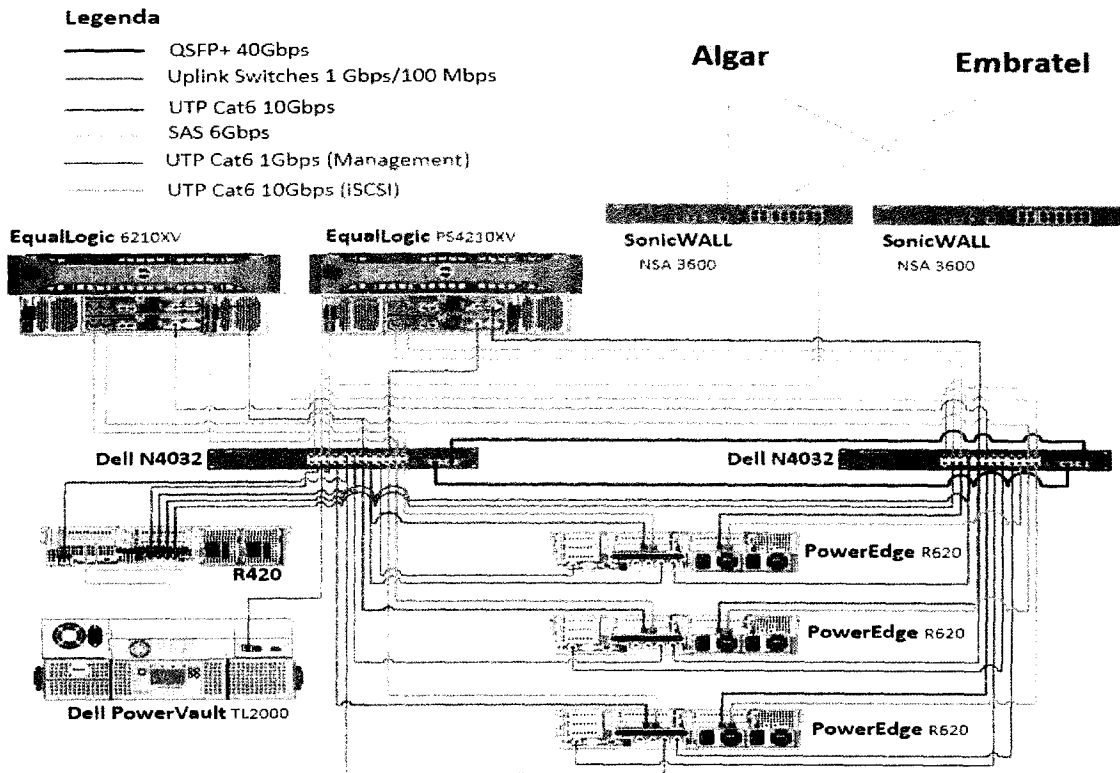 Legenda
QSFP+ 40Gbps
Uplink Switches 1 Gbps/100 Mbps
UTP Cat6 10Gbps
SAS 6Gbps
UTP Cat6 1Gbps (Management)
UTP Cat6 10Gbps (iSCSI)
Algar
Embratel
SonicWALL
NSA 3600
SonicWALL
NSA 3600
EqualLogic 6210XV
EqualLogic PS4230XV
Dell N4032
Dell N4032
R420
PowerEdge R620
PowerEdge R620
Dell PowerVault TL2000
PowerEdge R620